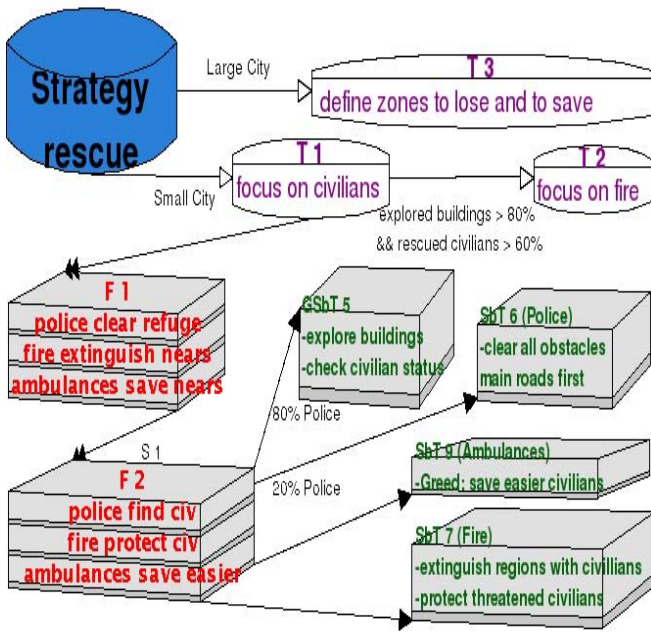 Strategy
rescue
Large City
T 3
define zones to lose and to save
Small City
T 1
focus on civilians
T 2
focus on fire
explored buildings > 80%
&& rescued civilians > 60%
F 1
police clear refuge
fire extinguish nears
ambulances save nears
GSbT 5
-explore buildings
-check civilian status
SbT 6 (Police)
-clear all obstacles
main roads first
80% Police
S 1
20% Police
F 2
police find civ
fire protect civ
ambulances save easier
SbT 9 (Ambulances)
-Greed: save easier civilians
SbT 7 (Fire)
-extinguish regions with civillians
-protect threatened civilians